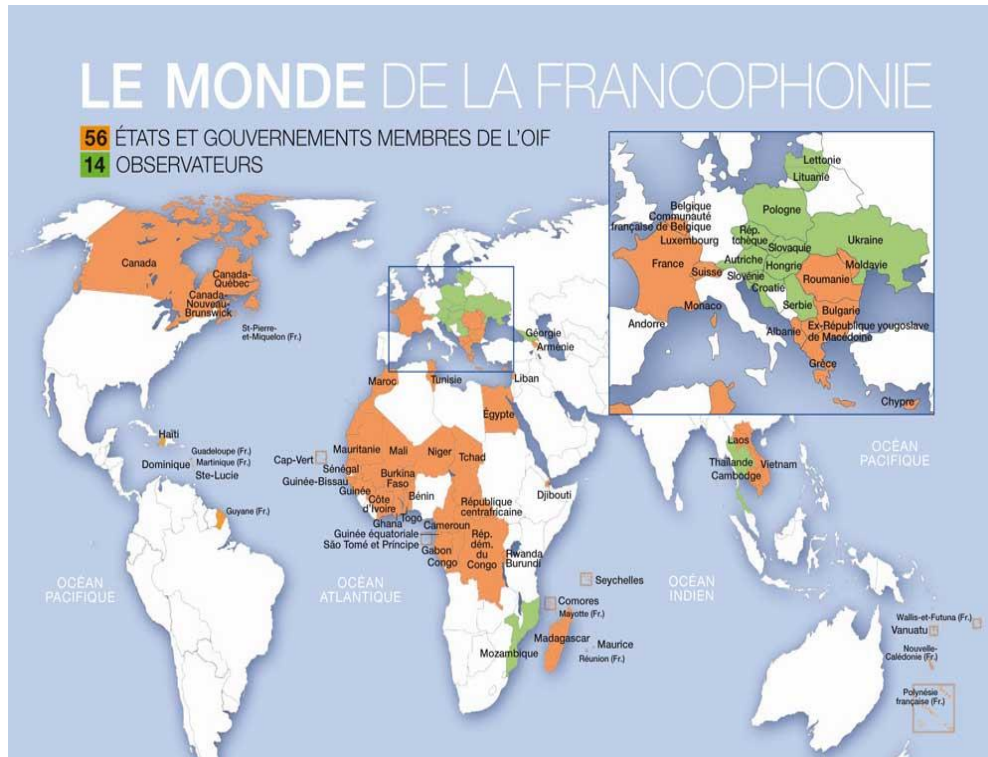 LE MONDE DE LA FRANCOPHONIE
56 ÉTATS ET GOUVERNEMENTS MEMBRES DE L'OIF
14 OBSERVATEURS
Lettonie
Lituanie
Belgique
Communauté
française de Belgique
Luxembourg
Pologne
Rép.
tchèque
Slovaquie
Ukraine
France
Suisse
Autriche
Hongrie
Moldavie
Slovénie
Croatie
Roumanie
Serbie
Bulgarie
Monaco
Andorre
Albanie
Ex-République yougoslave
de Macédoine
Grèce
Chypre
Canada
Canada-
Québec
Canada-
Nouveau-
Brunswick
St-Pierre-
et-Miquelon (Fr.)
Géorgie
Arménie
Maroc
Tunisie
Liban
Égypte
Haïti
Guadeloupe (Fr.)
Martinique (Fr.)
Dominique
Ste-Lucie
Guyane (Fr.)
Cap-Vert
Mauritanie
Mali
Niger
Tchad
Sénégal
Guinée-Bissau
Guinée
Burkina
Faso
Côte
d'Ivoire
Bénin
Togo
Ghana
Cameroun
République
centrafricaine
Djibouti
Guinée équatoriale
São Tomé et Príncipe
Gabon
Congo
Rép.
dém.
du
Congo
Rwanda
Burundi
Seychelles
Comores
Mayotte (Fr.)
Madagascar
Maurice
Réunion (Fr.)
Mozambique
Laos
Thaïlande
Vietnam
Cambodge
OCÉAN
PACIFIQUE
OCÉAN
PACIFIQUE
OCÉAN
ATLANTIQUE
OCÉAN
INDIEN
Wallis-et-Futuna (Fr.)
Vanuatu
Nouvelle-
Calédonie (Fr.)
Polynésie
française (Fr.)